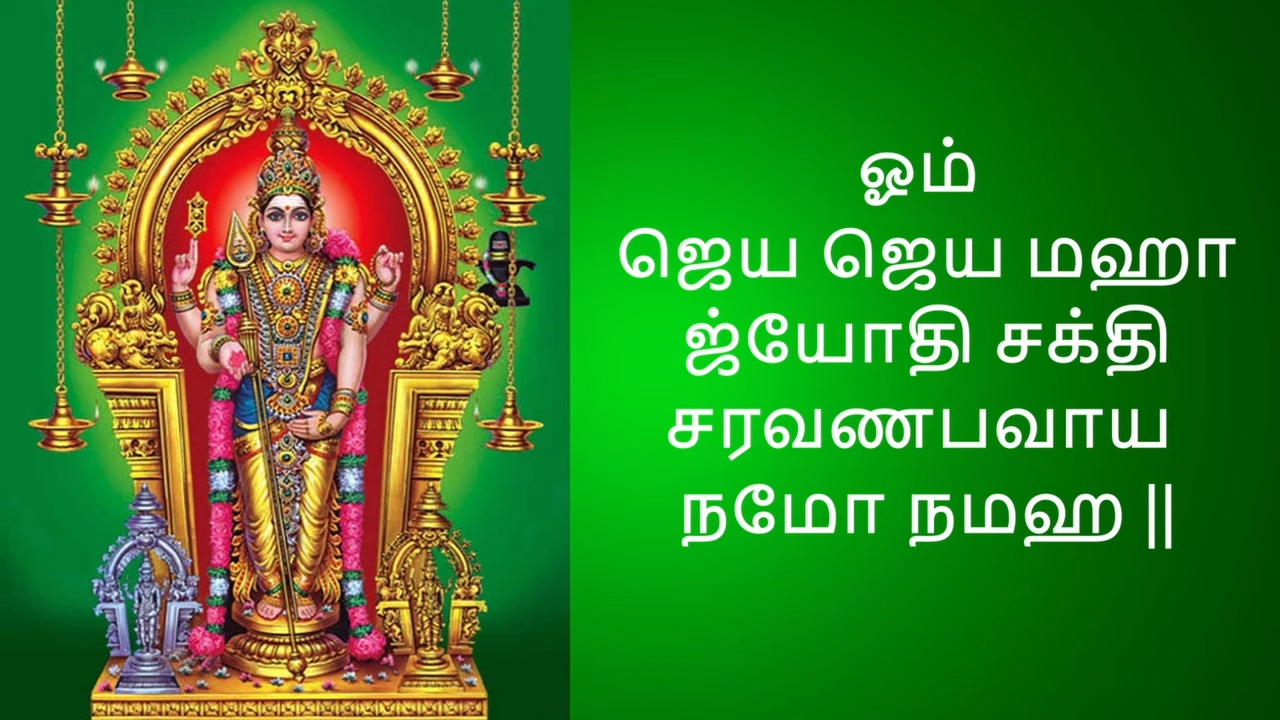 ஓம்
ஜெய ஜெய மஹா
ஜ்யோதி சக்தி
சரவணபவாய
நமோ நமஹ ||